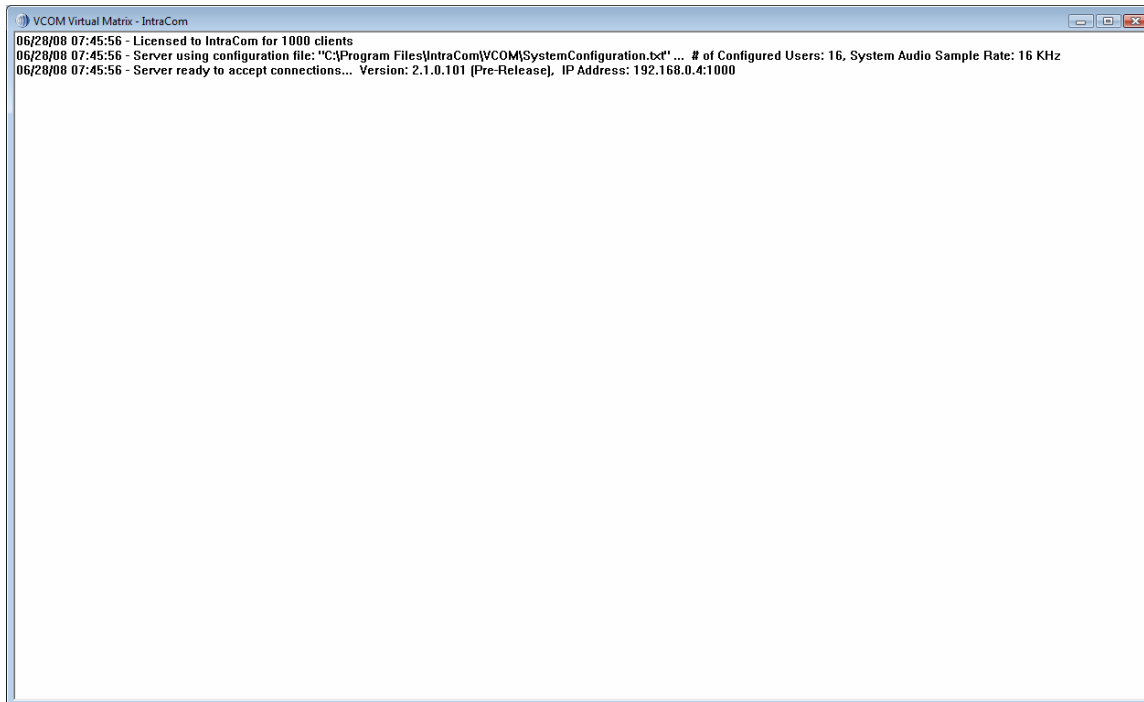 VCOM Virtual Matrix - IntraCom
06/28/08 07:45:56 - Licensed to IntraCom for 1000 clients
06/28/08 07:45:56 - Server using configuration file: "C:\Program Files\IntraCom\VCOM\SystemConfiguration.txt" ... # of Configured Users: 16, System Audio Sample Rate: 16 KHz
06/28/08 07:45:56 - Server ready to accept connections... Version: 2.1.0.101 (Pre-Release), IP Address: 192.168.0.4:1000